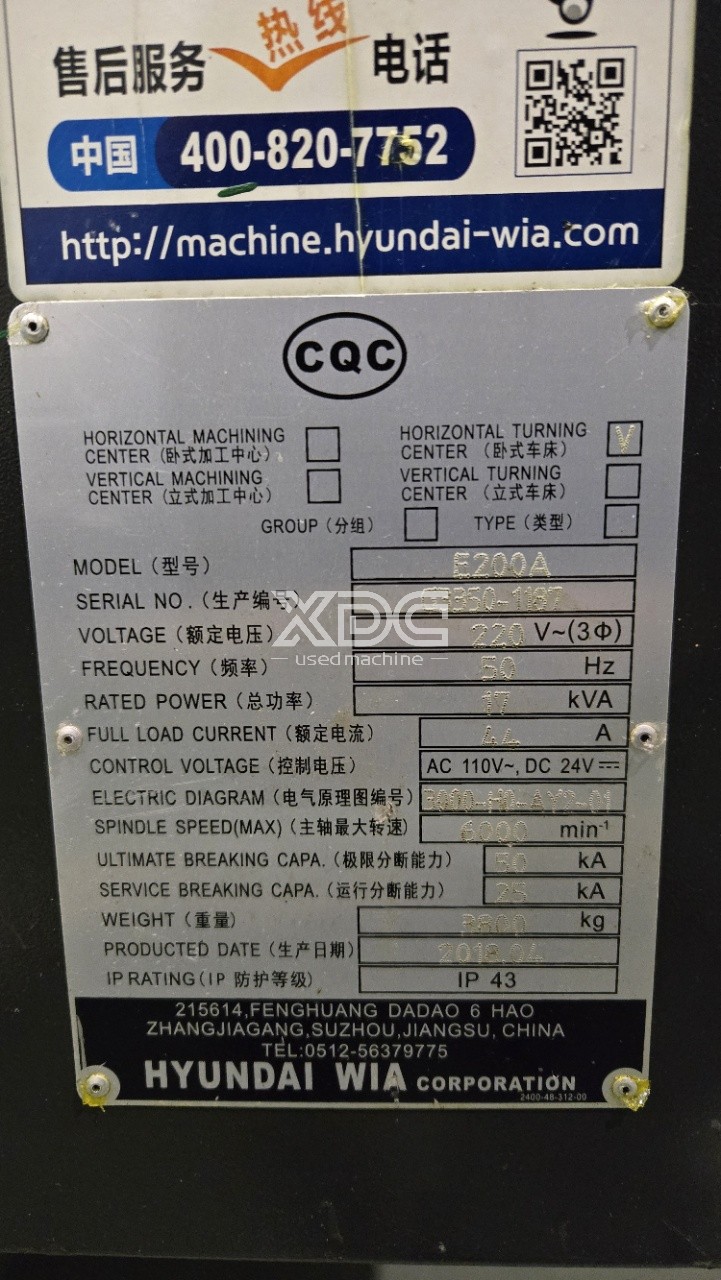 售后服务 热线 电话
中国 400-820-7752
http://machine.hyundai-wia.com
CQC
HORIZONTAL MACHINING CENTER (卧式加工中心)
HORIZONTAL TURNING CENTER (卧式车床) V
VERTICAL MACHINING CENTER (立式加工中心)
VERTICAL TURNING CENTER (立式车床)
GROUP (分组) TYPE (类型)
MODEL (型号) E200A
SERIAL NO. (生产编号)
XDC
used machine
VOLTAGE (额定电压) 220 V~(3Φ)
FREQUENCY (频率) 50 Hz
RATED POWER (总功率) 17 kVA
FULL LOAD CURRENT (额定电流) 44 A
CONTROL VOLTAGE (控制电压) AC 110V~, DC 24V⎓
ELECTRIC DIAGRAM (电气原理图编号)
SPINDLE SPEED(MAX) (主轴最大转速) 6000 min⁻¹
ULTIMATE BREAKING CAPA. (极限分断能力) 50 kA
SERVICE BREAKING CAPA. (运行分断能力) 25 kA
WEIGHT (重量) kg
PRODUCTED DATE (生产日期) 2018.04
IP RATING (IP 防护等级) IP 43
215614,FENGHUANG DADAO 6 HAO
ZHANGJIAGANG,SUZHOU,JIANGSU, CHINA
TEL:0512-56379775
HYUNDAI WIA CORPORATION
2400-48-312-00